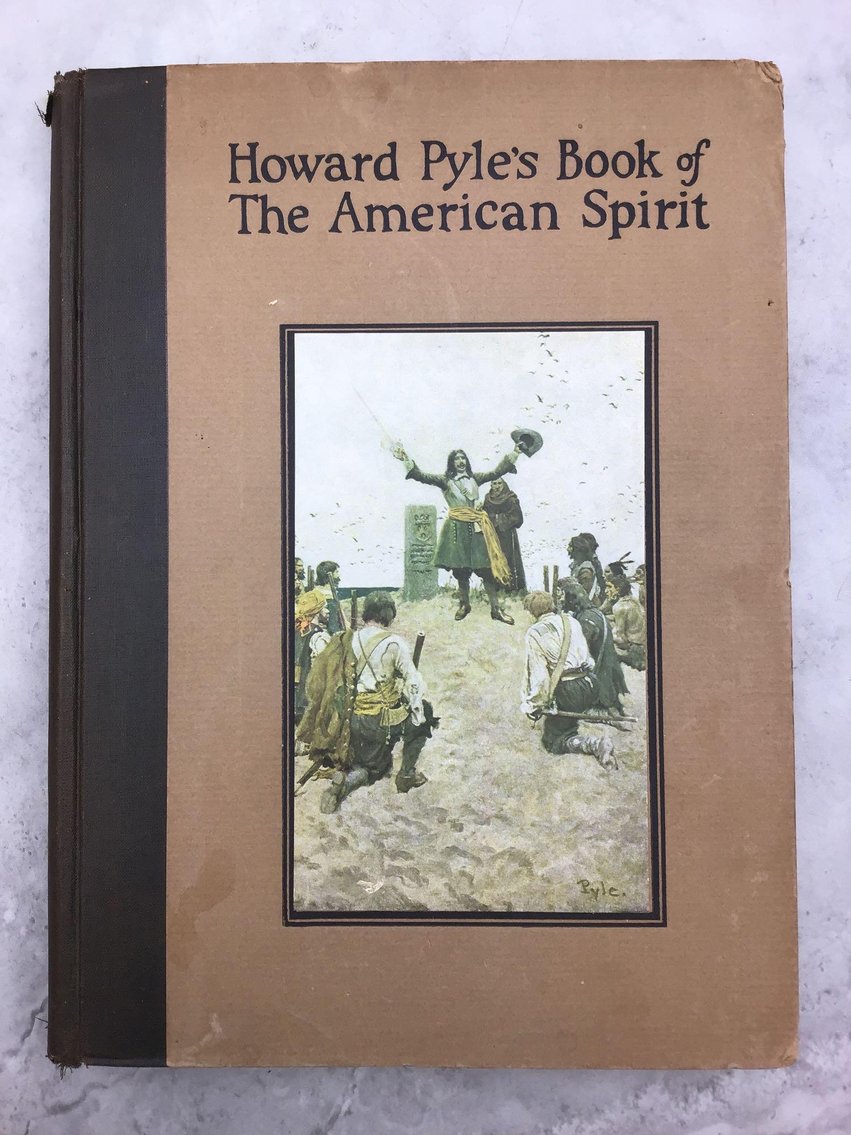 Howard Pyle's Book of
The American Spirit
Pyle.